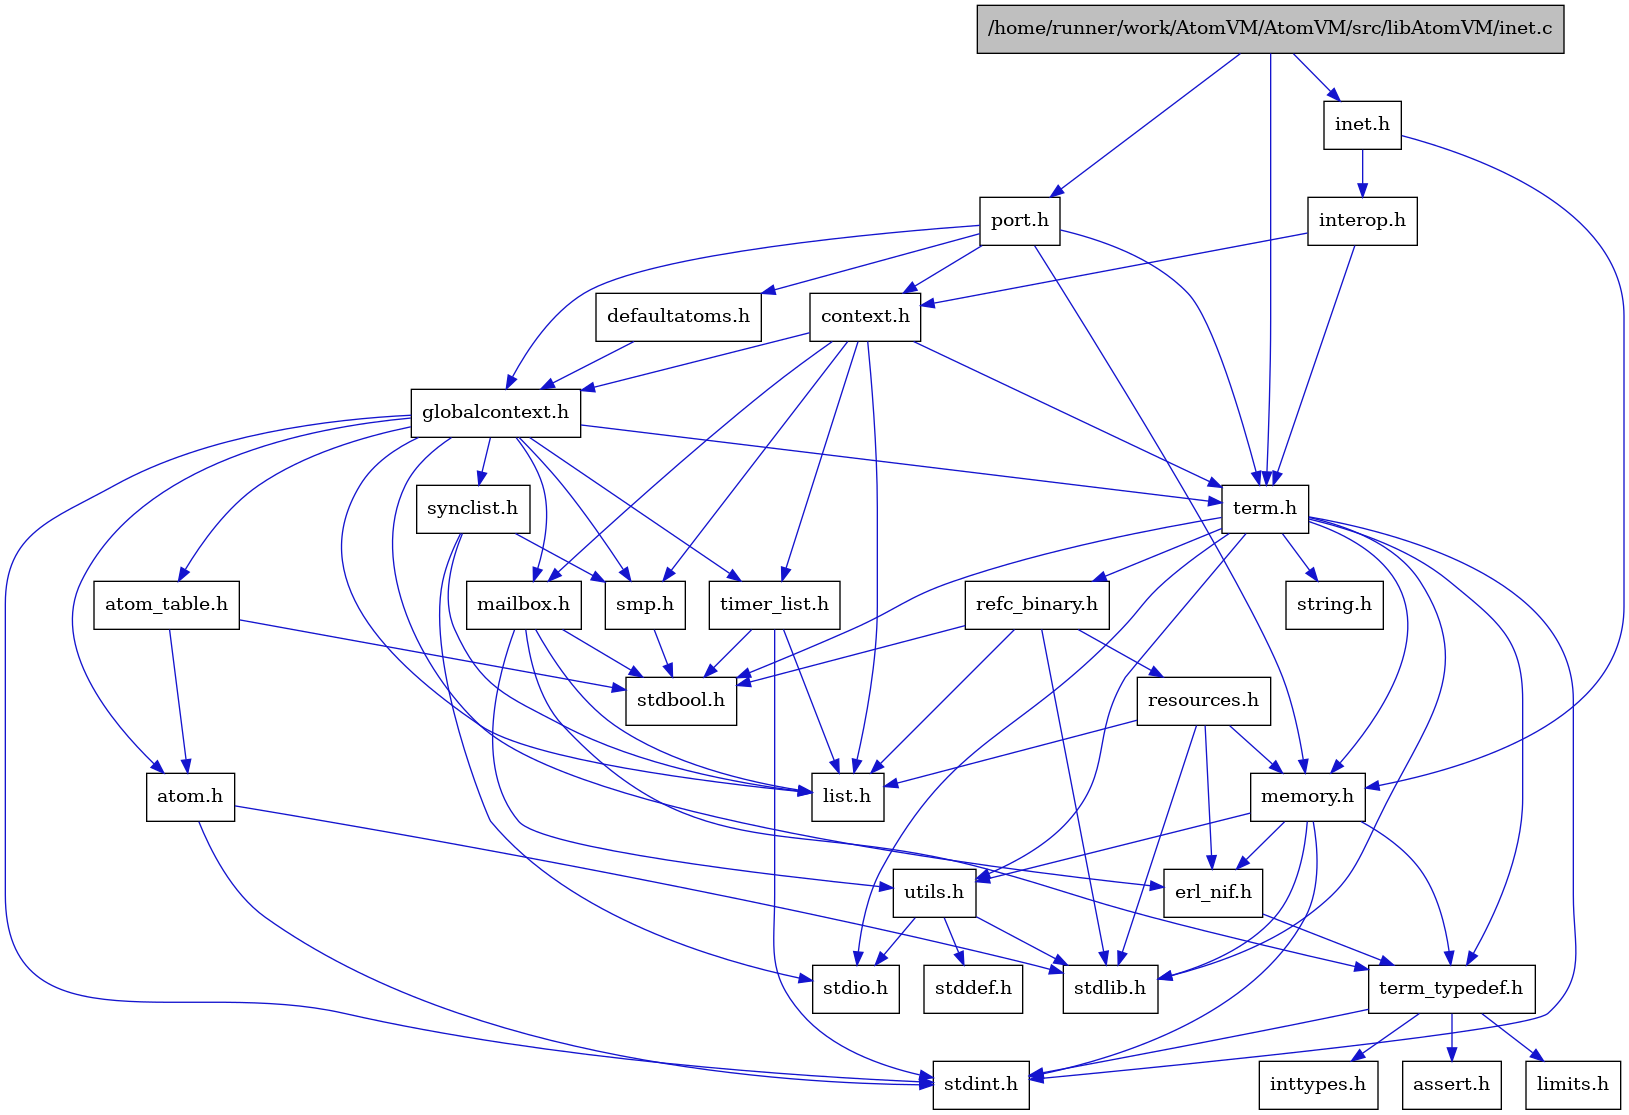 /home/runner/work/AtomVM/AtomVM/src/libAtomVM/inet.c
inet.h
port.h
interop.h
defaultatoms.h
context.h
globalcontext.h
synclist.h
term.h
atom_table.h
mailbox.h
smp.h
timer_list.h
refc_binary.h
string.h
stdbool.h
resources.h
atom.h
list.h
memory.h
utils.h
erl_nif.h
stdio.h
stddef.h
stdlib.h
term_typedef.h
stdint.h
inttypes.h
assert.h
limits.h